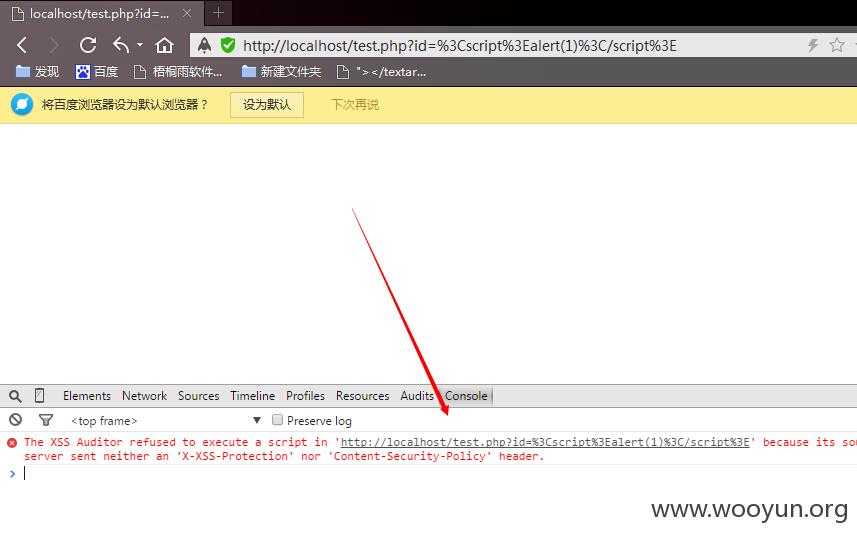 localhost/test.php?id=...
http://localhost/test.php?id=%3Cscript%3Ealert(1)%3C/script%3E
发现 百度 梧桐雨软件... 新建文件夹 "></textar...
将百度浏览器设为默认浏览器？ 设为默认 下次再说
Elements Network Sources Timeline Profiles Resources Audits Console
<top frame> Preserve log
The XSS Auditor refused to execute a script in 'http://localhost/test.php?id=%3Cscript%3Ealert(1)%3C/script%3E' because its sou
server sent neither an 'X-XSS-Protection' nor 'Content-Security-Policy' header.
www.wooyun.org